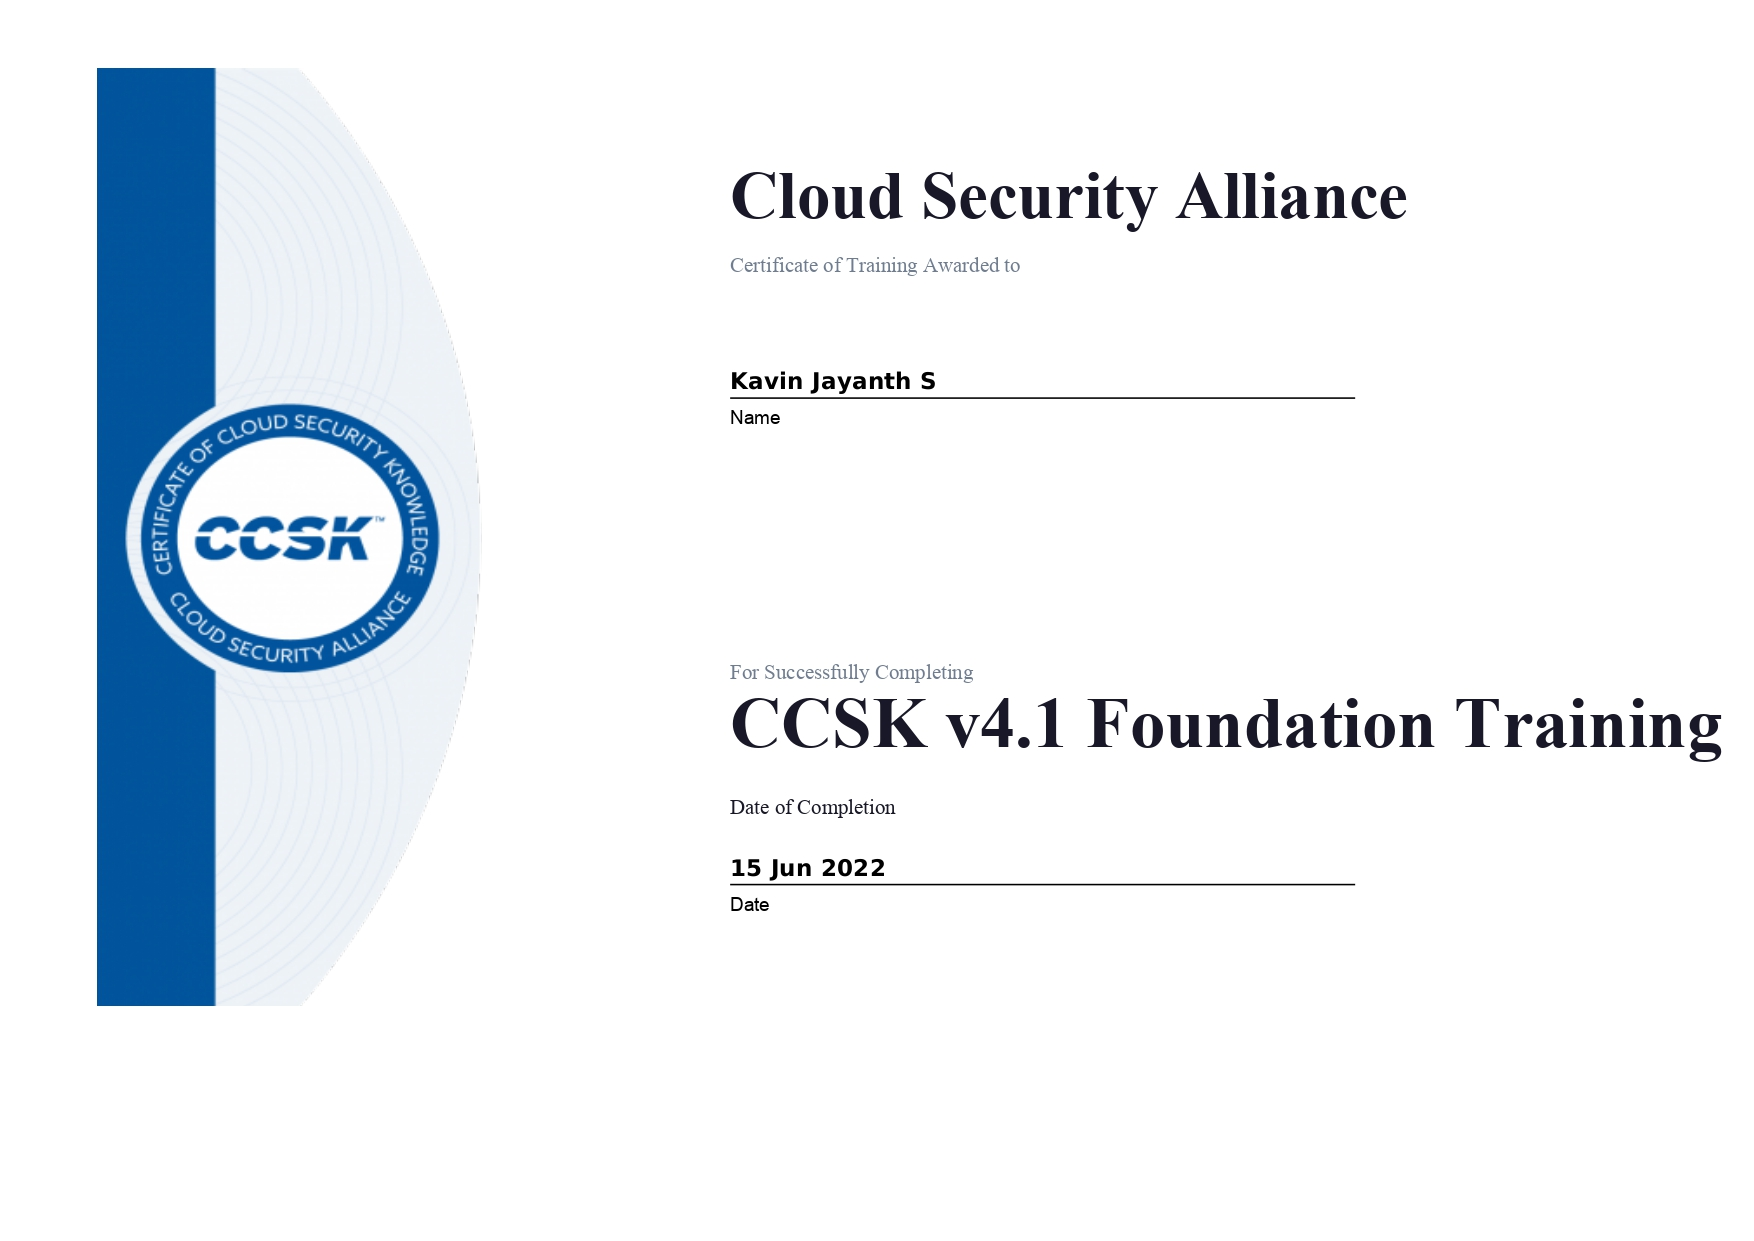 Cloud Security Alliance
Certificate of Training Awarded to
Kavin Jayanth S
Name
CERTIFICATE OF CLOUD SECURITY KNOWLEDGE
CCSK™
CLOUD SECURITY ALLIANCE
For Successfully Completing
CCSK v4.1 Foundation Training
Date of Completion
15 Jun 2022
Date